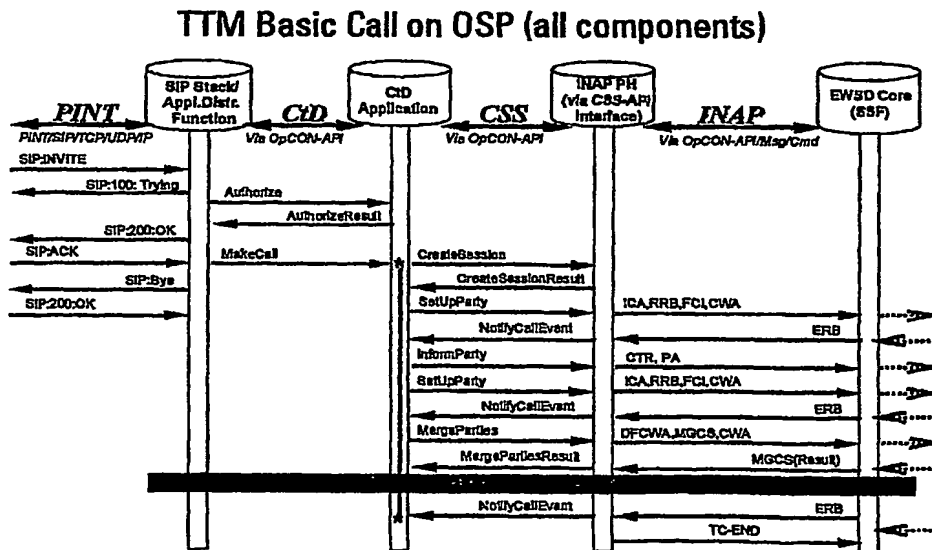 TTM Basic Call on OSP (all components)
SIP Stack/
Appl.Distr.
Function
CtD
Application
INAP PH
(via CSS-API
Interface)
EWSD Core
(SSF)
PINT
CtD
CSS
INAP
PINT/SIP/TCP/UDP/IP
Via OpCON-API
Via OpCON-API
Via OpCON-API/Msg/Cmd
SIP:INVITE
SIP:100: Trying
Authorize
AuthorizeResult
SIP:200:OK
SIP:ACK
MakeCall
CreateSession
SIP:Bye
CreateSessionResult
SIP:200:OK
SetUpParty
ICA,RRB,FCI,CWA
NotifyCallEvent
ERB
InformParty
CTR, PA
SetUpParty
ICA,RRB,FCI,CWA
NotifyCallEvent
ERB
MergeParties
DFCWA,MGCS,CWA
MergePartiesResult
MGCS(Result)
NotifyCallEvent
ERB
TC-END